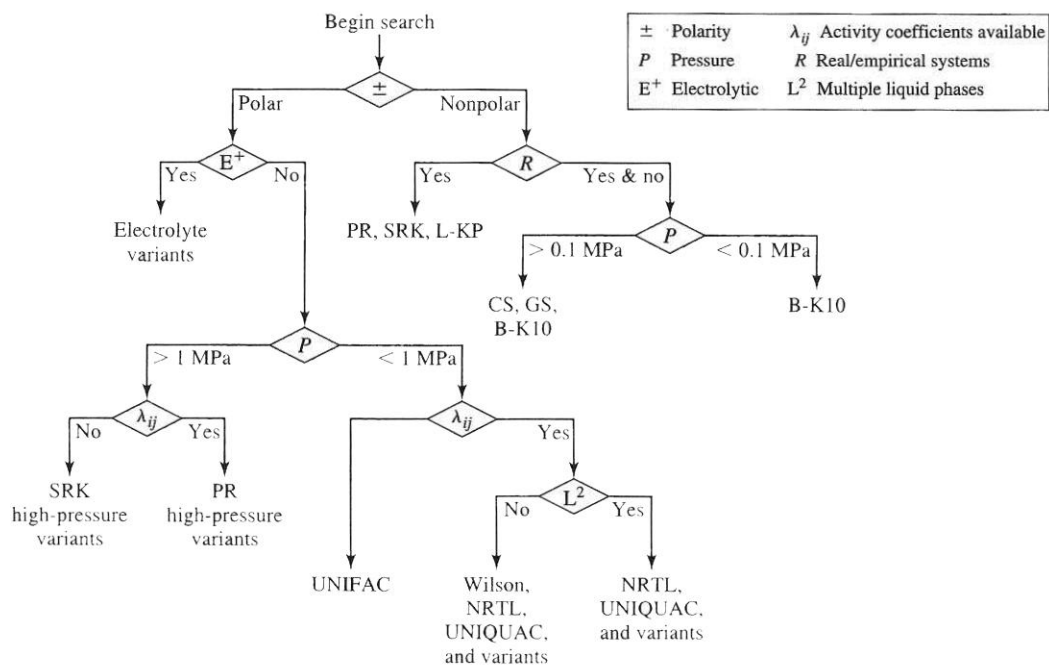 Begin search
± Polarity
λij Activity coefficients available
P Pressure
R Real/empirical systems
E+ Electrolytic
L2 Multiple liquid phases
±
Polar
Nonpolar
E+
R
Yes
No
Yes
Yes & no
Electrolyte
variants
PR, SRK, L-KP
P
> 0.1 MPa
< 0.1 MPa
CS, GS,
B-K10
B-K10
P
> 1 MPa
< 1 MPa
λij
λij
No
Yes
Yes
SRK
high-pressure
variants
PR
high-pressure
variants
L2
No
Yes
UNIFAC
Wilson,
NRTL,
UNIQUAC,
and variants
NRTL,
UNIQUAC,
and variants